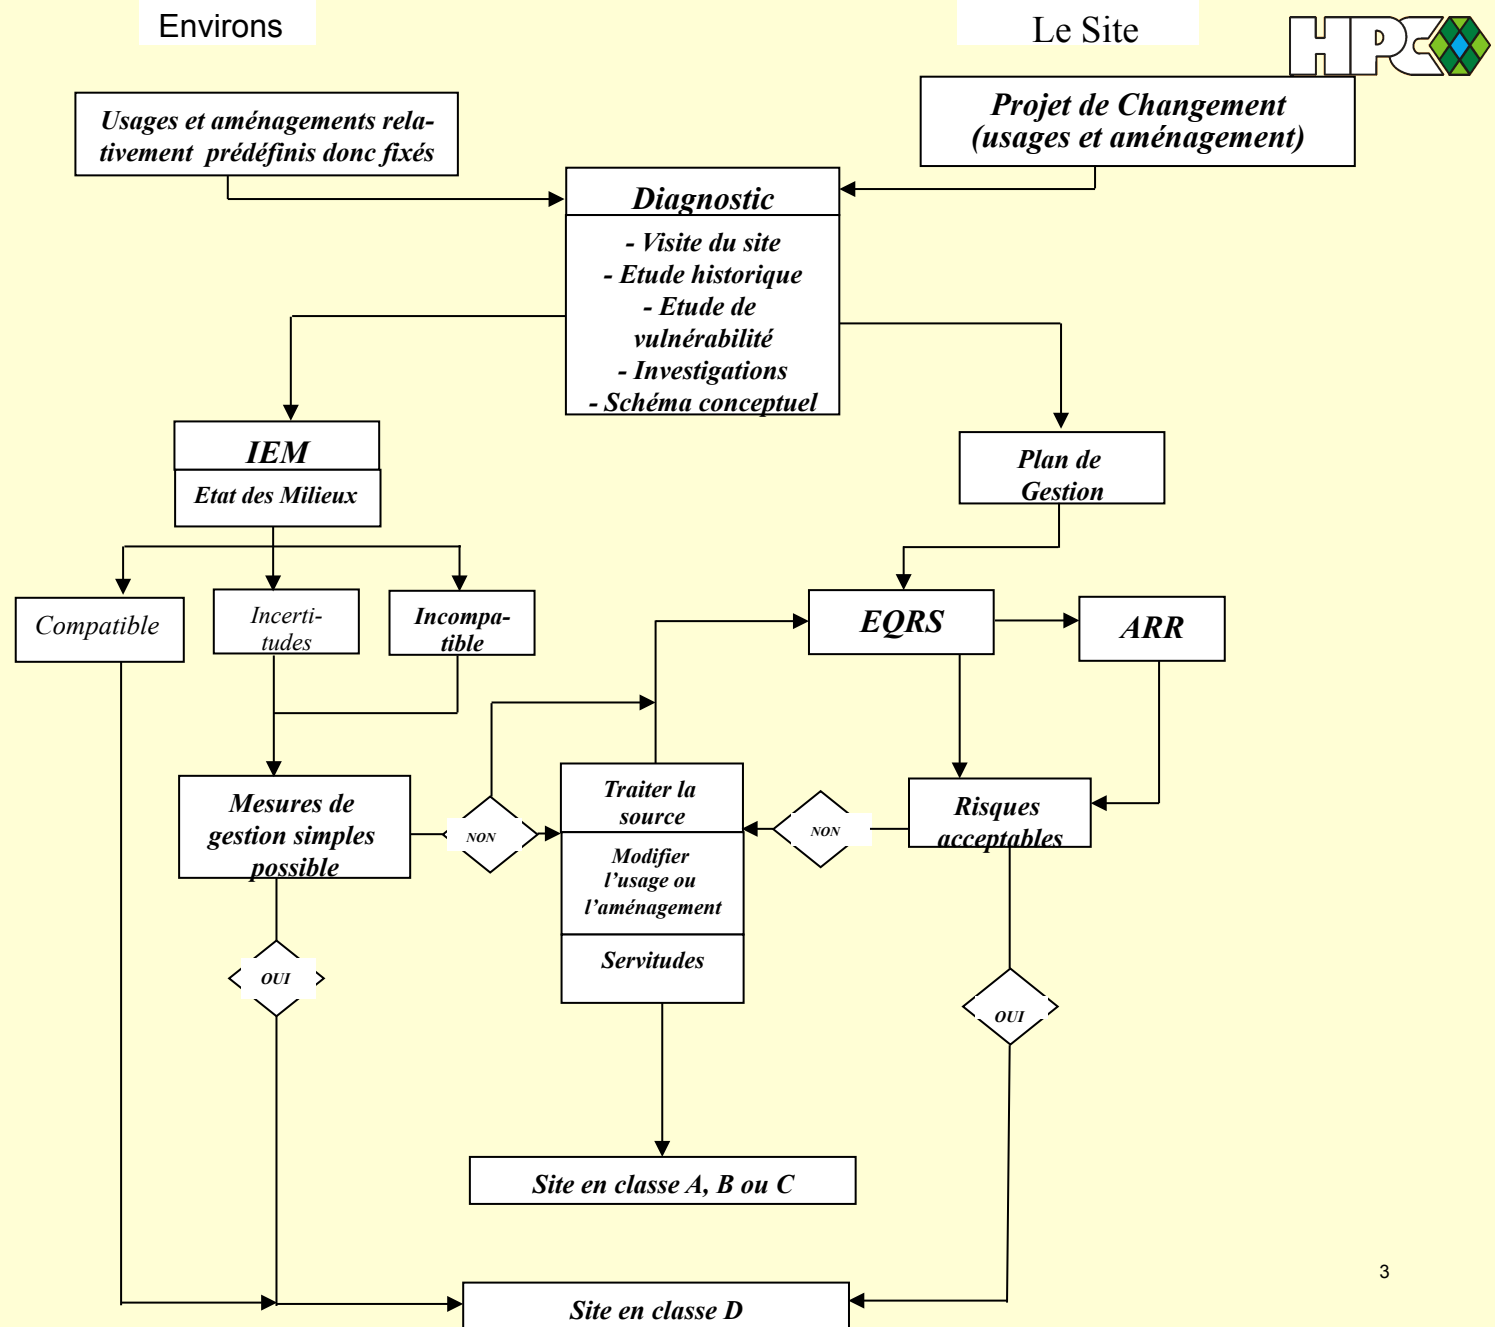 Environs
Le Site
HPC
Usages et aménagements rela-
tivement prédéfinis donc fixés
Projet de Changement
(usages et aménagement)
Diagnostic
- Visite du site
- Etude historique
- Etude de
vulnérabilité
- Investigations
- Schéma conceptuel
IEM
Etat des Milieux
Plan de
Gestion
Compatible
Incerti-
tudes
Incompa-
tible
EQRS
ARR
Mesures de
gestion simples
possible
NON
Traiter la
source
Modifier
l’usage ou
l’aménagement
Servitudes
NON
Risques
acceptables
OUI
OUI
Site en classe A, B ou C
Site en classe D
3